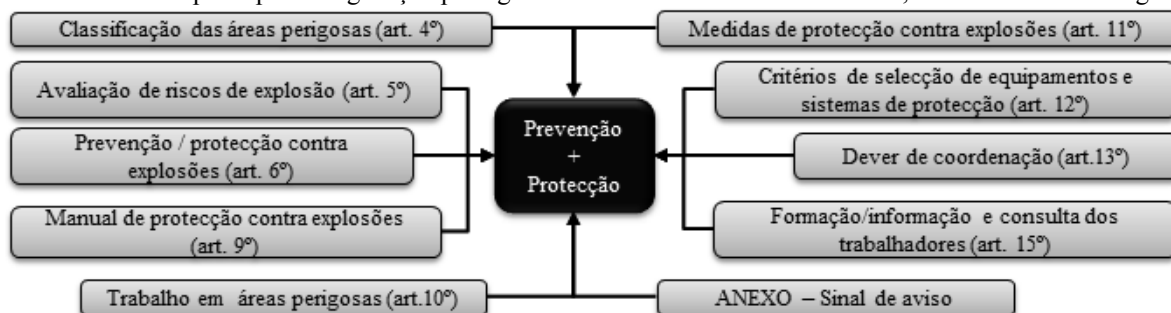 Classificação das áreas perigosas (art. 4º)
Medidas de protecção contra explosões (art. 11º)
Avaliação de riscos de explosão (art. 5º)
Critérios de selecção de equipamentos e
sistemas de protecção (art. 12º)
Prevenção
+
Protecção
Prevenção / protecção contra
explosões (art. 6º)
Dever de coordenação (art.13º)
Manual de protecção contra explosões
(art. 9º)
Formação/informação e consulta dos
trabalhadores (art. 15º)
Trabalho em áreas perigosas (art.10º)
ANEXO – Sinal de aviso